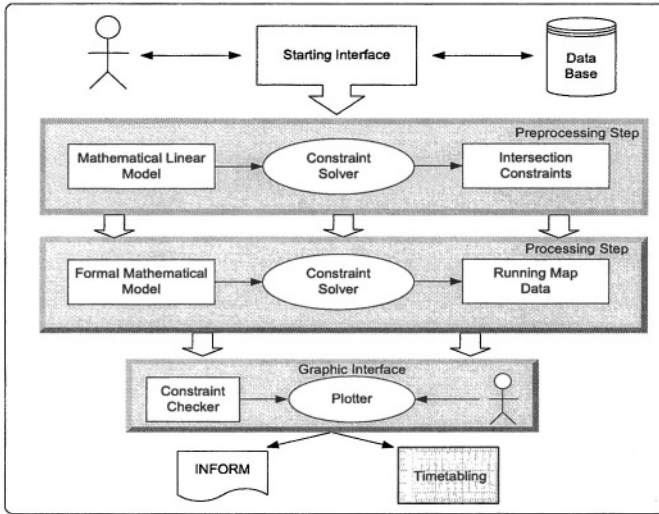 Starting Interface
Data
Base
Preprocessing Step
Mathematical Linear
Model
Constraint
Solver
Intersection
Constraints
Processing Step
Formal Mathematical
Model
Constraint
Solver
Running Map
Data
Graphic Interface
Constraint
Checker
Plotter
INFORM
Timetabling